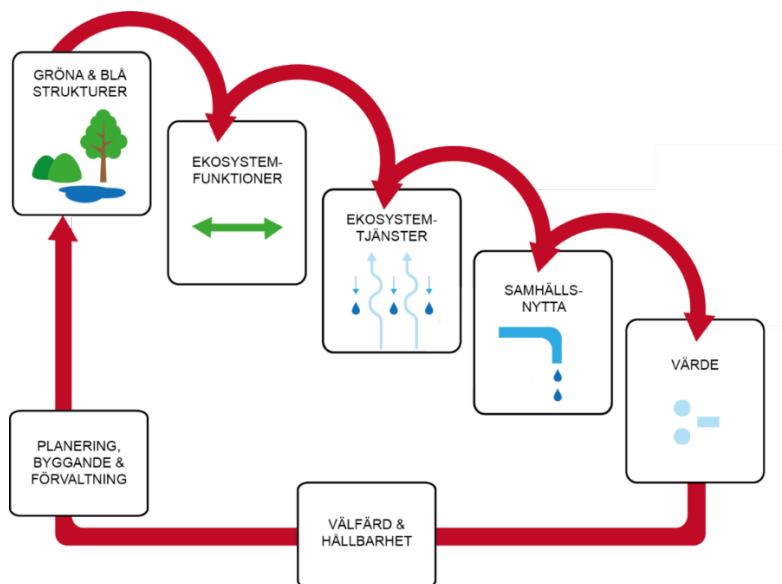 GRÖNA & BLÅ
STRUKTURER
EKOSYSTEM-
FUNKTIONER
EKOSYSTEM-
TJÄNSTER
SAMHÄLLS-
NYTTA
VÄRDE
VÄLFÄRD &
HÅLLBARHET
PLANERING,
BYGGANDE &
FÖRVALTNING